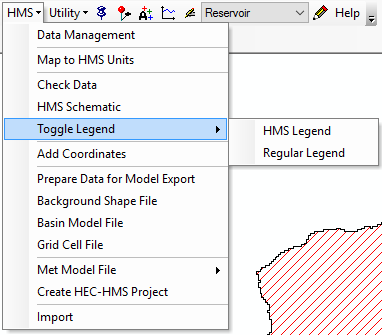 HMS Utility Reservoir Help
Data Management
Map to HMS Units
Check Data
HMS Schematic
Toggle Legend
HMS Legend
Regular Legend
Add Coordinates
Prepare Data for Model Export
Background Shape File
Basin Model File
Grid Cell File
Met Model File
Create HEC-HMS Project
Import